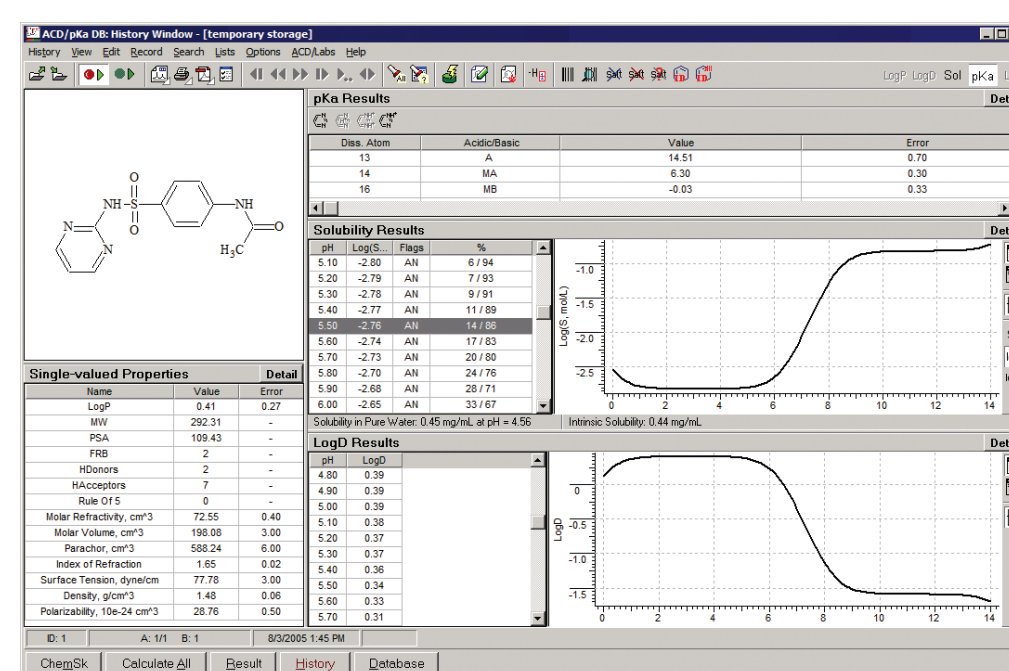 ACD/pKa DB: History Window - [temporary storage]
History View Edit Record Search Lists Options ACD/Labs Help
LogP LogD Sol pKa
pKa Results Det
Diss. Atom Acidic/Basic Value Error
13 A 14.51 0.70
14 MA 6.30 0.30
16 MB -0.03 0.33
O
NH S NH
O
N N
O
H3C
Solubility Results Det
pH Log(S... Flags %
5.10 -2.80 AN 6 / 94
5.20 -2.79 AN 7 / 93
5.30 -2.78 AN 9 / 91
5.40 -2.77 AN 11 / 89
5.50 -2.76 AN 14 / 86
5.60 -2.74 AN 17 / 83
5.70 -2.73 AN 20 / 80
5.80 -2.70 AN 24 / 76
5.90 -2.68 AN 28 / 71
6.00 -2.65 AN 33 / 67
Log(S, mol/L)
-1.0
-1.5
-2.0
-2.5
0 2 4 6 8 10 12 14
Solubility in Pure Water: 0.45 mg/mL at pH = 4.56 Intrinsic Solubility: 0.44 mg/mL
Single-valued Properties Detail
Name Value Error
LogP 0.41 0.27
MW 292.31 -
PSA 109.43 -
FRB 2 -
HDonors 2 -
HAcceptors 7 -
Rule Of 5 0 -
Molar Refractivity, cm^3 72.55 0.40
Molar Volume, cm^3 198.08 3.00
Parachor, cm^3 588.24 6.00
Index of Refraction 1.65 0.02
Surface Tension, dyne/cm 77.78 3.00
Density, g/cm^3 1.48 0.06
Polarizability, 10e-24 cm^3 28.76 0.50
LogD Results Det
pH LogD
4.80 0.39
4.90 0.39
5.00 0.39
5.10 0.38
5.20 0.37
5.30 0.37
5.40 0.36
5.50 0.34
5.60 0.33
5.70 0.31
LogD
0
-0.5
-1.0
-1.5
0 2 4 6 8 10 12 14
ID: 1 A: 1/1 B: 1 8/3/2005 1:45 PM
ChemSk Calculate All Result History Database